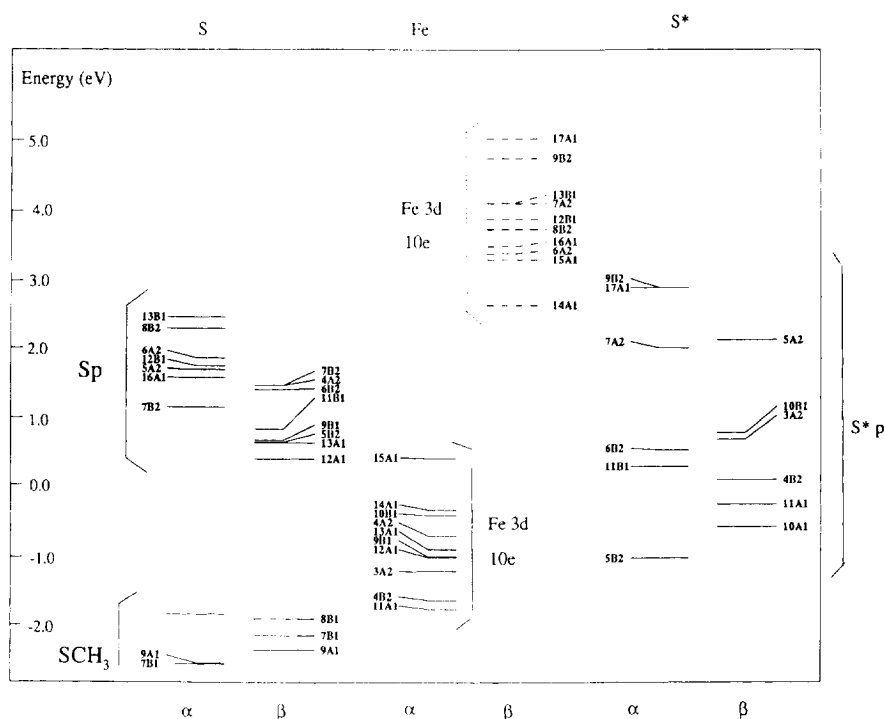 S Fe S*
Energy (eV)
5.0
4.0
3.0
2.0
1.0
0.0
-1.0
-2.0
Sp
13B1
8B2
6A2
12B1
5A2
16A1
7B2
7B2
4A2
6B2
11B1
9B1
5B2
13A1
12A1
SCH3
9A1
7B1
8B1
7B1
9A1
15A1
14A1
10B1
4A2
13A1
9B1
12A1
3A2
4B2
11A1
Fe 3d
10e
Fe 3d
10e
17A1
9B2
13B1
7A2
12B1
8B2
16A1
6A2
15A1
14A1
9B2
17A1
7A2
6B2
11B1
5B2
5A2
10B1
3A2
4B2
11A1
10A1
S* p
α β α β α β